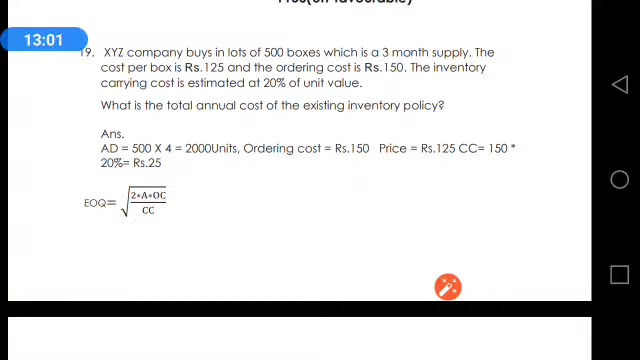 13:01
19. XYZ company buys in lots of 500 boxes which is a 3 month supply. The
cost per box is Rs.125 and the ordering cost is Rs.150. The inventory
carrying cost is estimated at 20% of unit value.
What is the total annual cost of the existing inventory policy?
Ans.
AD = 500 X 4 = 2000Units, Ordering cost = Rs.150 Price = Rs.125 CC= 150 *
20%= Rs.25
EOQ= √2*A*OC
CC